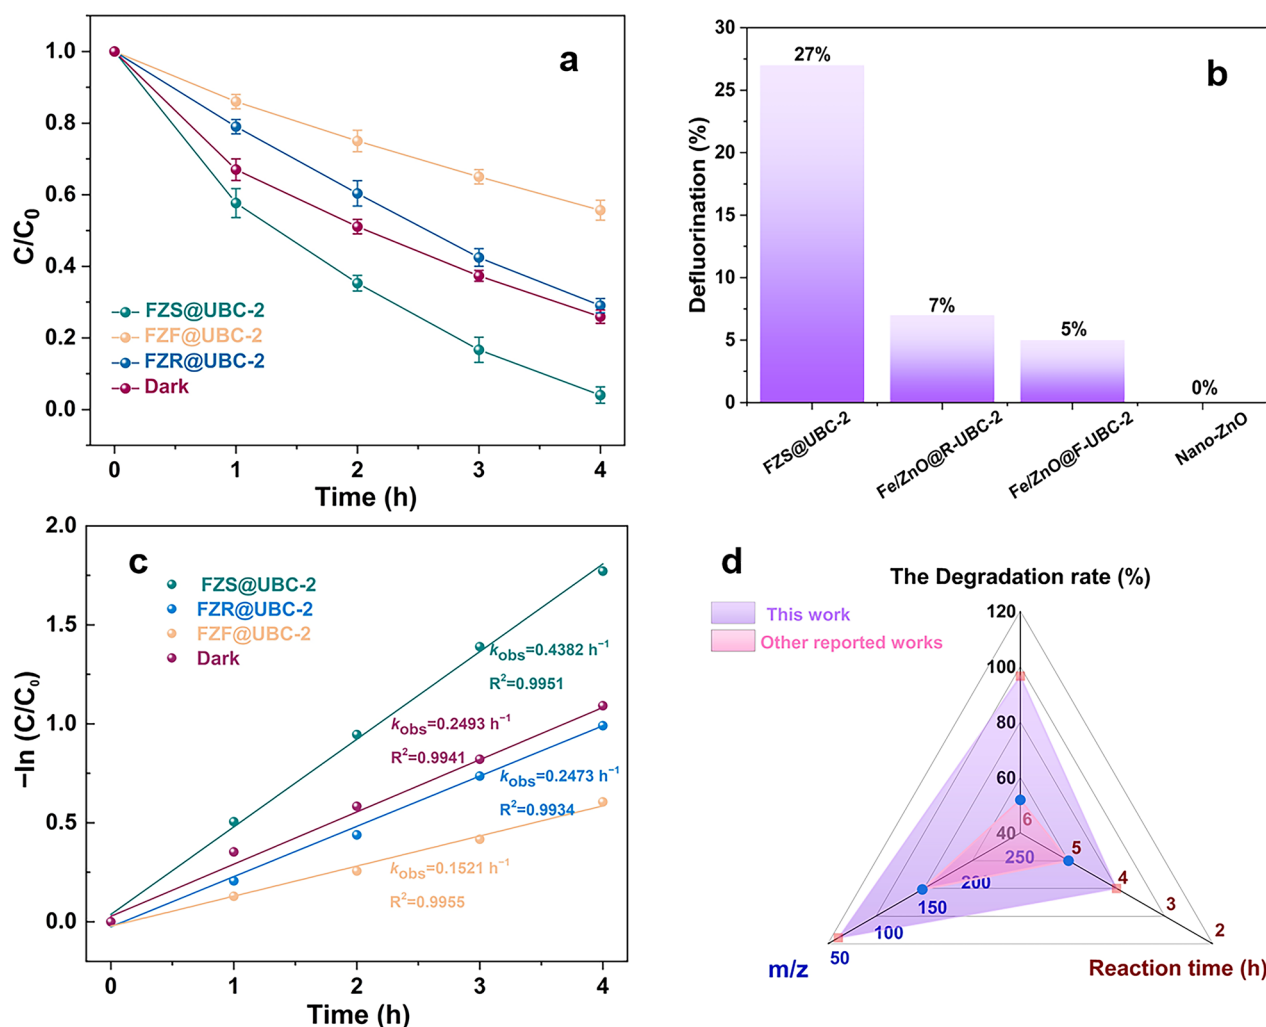 a
1.0
0.8
0.6
0.4
0.2
0.0
C/C₀
FZS@UBC-2
FZF@UBC-2
FZR@UBC-2
Dark
0 1 2 3 4
Time (h)
b
30
25
20
15
10
5
0
Defluorination (%)
27%
7%
5%
0%
FZS@UBC-2
Fe/ZnO@R-UBC-2
Fe/ZnO@F-UBC-2
Nano-ZnO
c
2.0
1.5
1.0
0.5
0.0
−ln (C/C₀)
FZS@UBC-2
FZR@UBC-2
FZF@UBC-2
Dark
kobs=0.4382 h⁻¹
R²=0.9951
kobs=0.2493 h⁻¹
R²=0.9941
kobs=0.2473 h⁻¹
R²=0.9934
kobs=0.1521 h⁻¹
R²=0.9955
0 1 2 3 4
Time (h)
d
The Degradation rate (%)
This work
Other reported works
120
100
80
60
40
6
5
4
3
2
250
200
150
100
50
m/z
Reaction time (h)